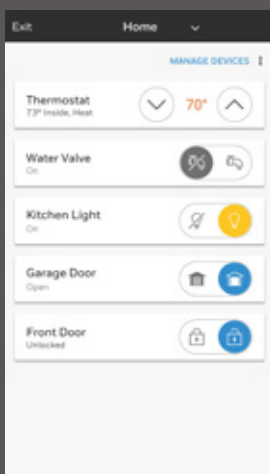 Exit Home
MANAGE DEVICES
Thermostat
73° Inside, Heat
70°
Water Valve
On
Kitchen Light
On
Garage Door
Open
Front Door
Unlocked